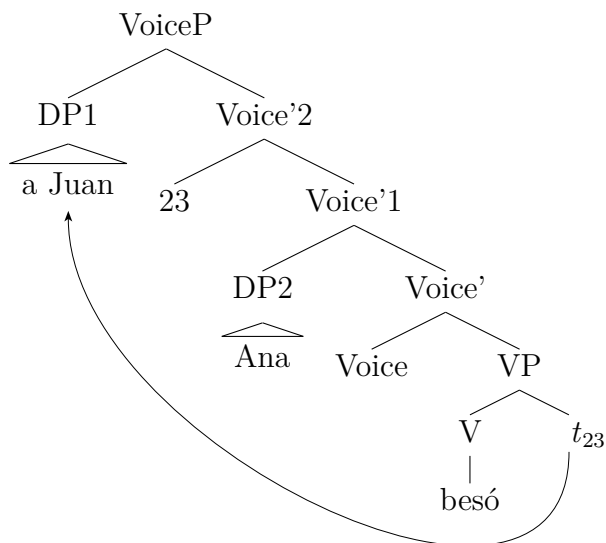 VoiceP
DP1 Voice'2
a Juan 23 Voice'1
DP2 Voice'
Ana Voice VP
V t23
besó